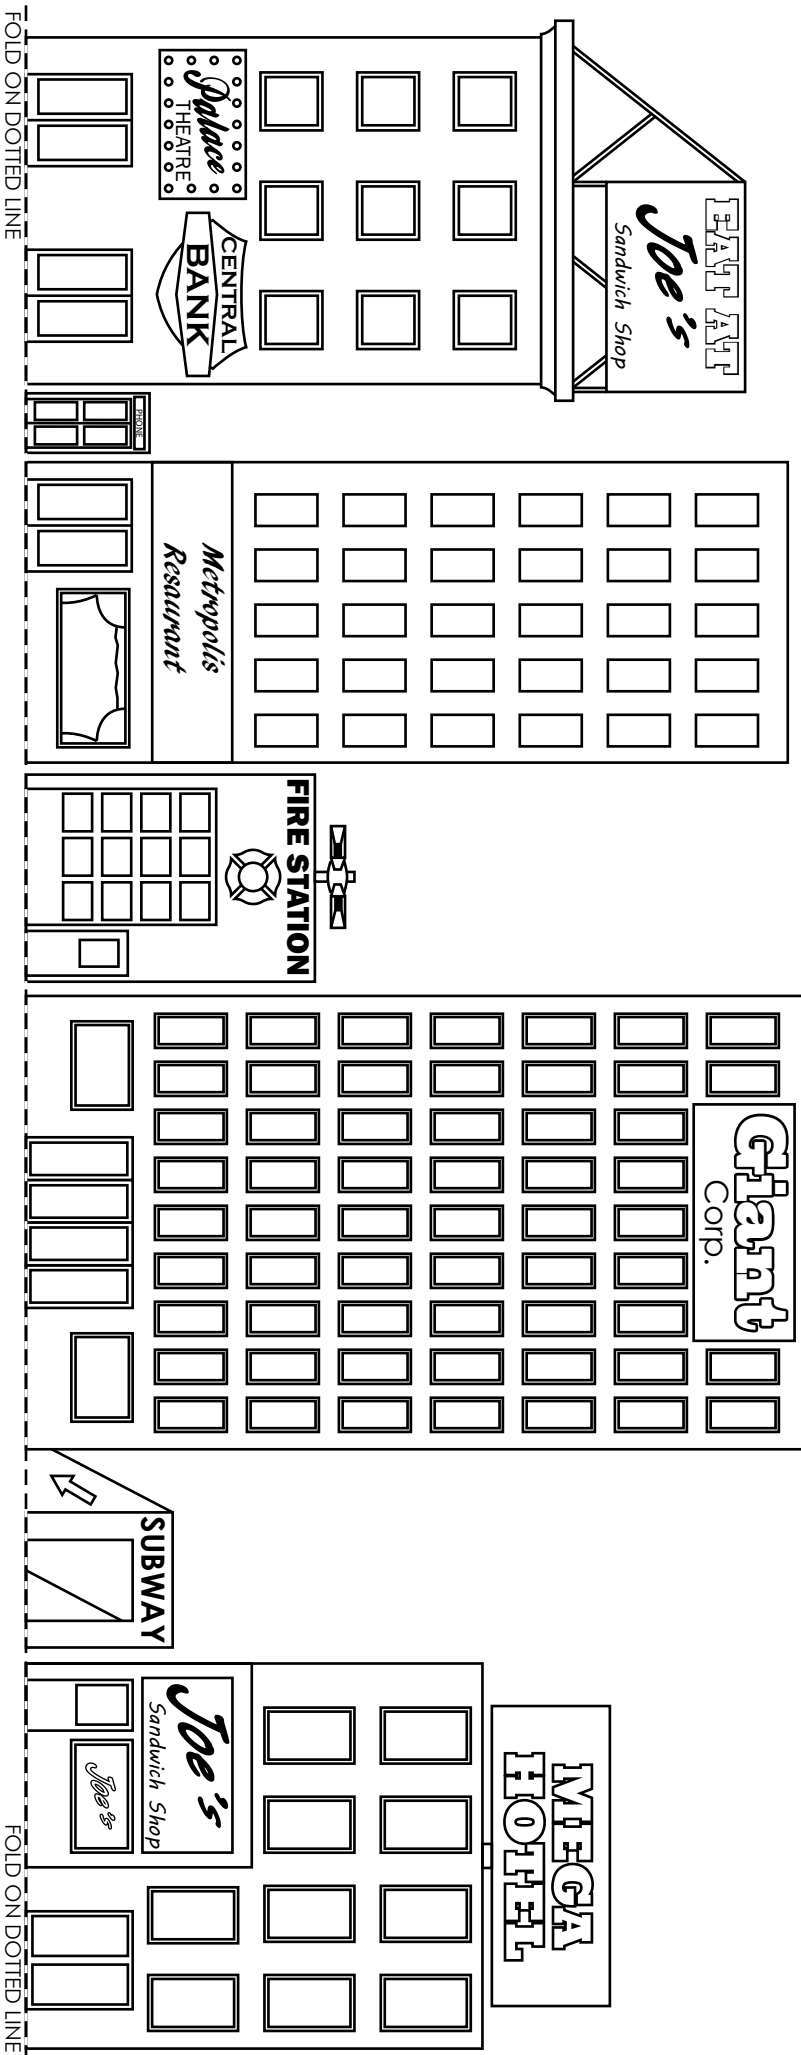 EAT AT
Joe's
Sandwich Shop
Palace
THEATRE
CENTRAL
BANK
PHONE
Metropolis
Resaurant
FIRE STATION
Giant
Corp.
SUBWAY
MEGA
HOTEL
Joe's
Sandwich Shop
Joe's
FOLD ON DOTTED LINE
FOLD ON DOTTED LINE